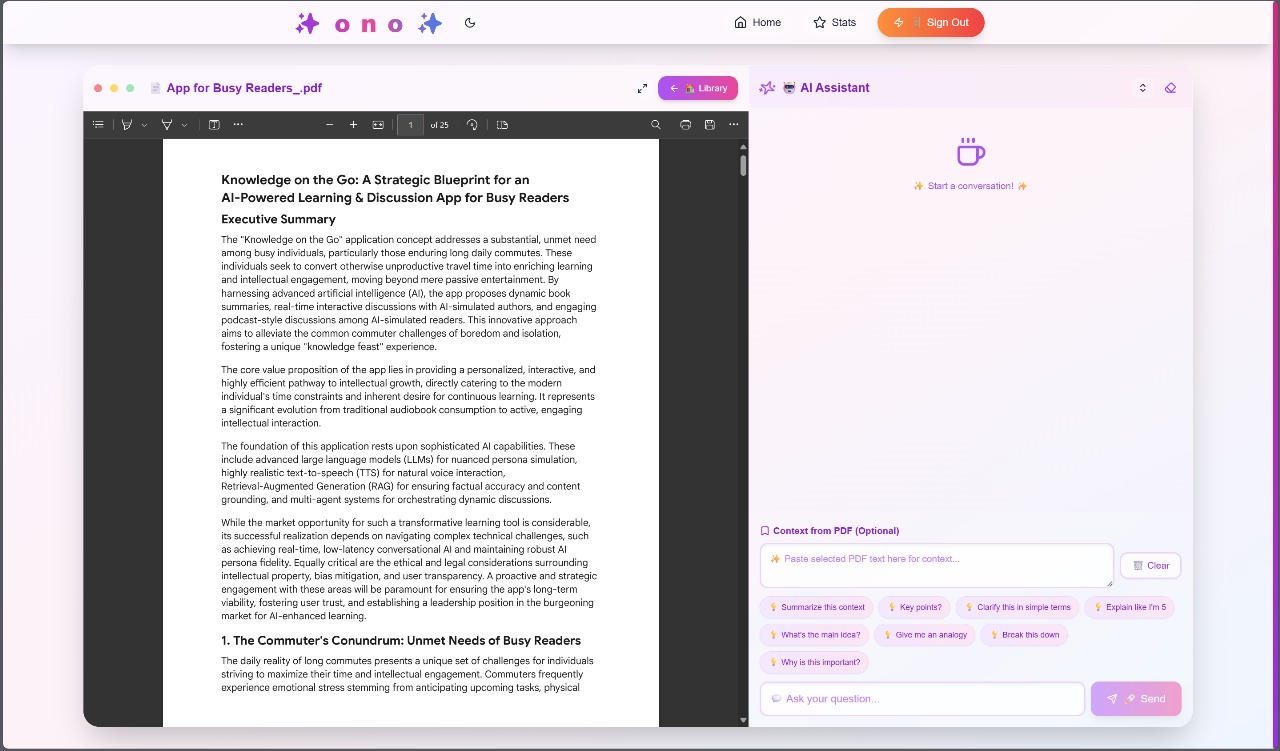 ono
Home
Stats
Sign Out
App for Busy Readers_.pdf
Library
AI Assistant
1
of 25
Knowledge on the Go: A Strategic Blueprint for an
AI-Powered Learning & Discussion App for Busy Readers
Executive Summary
The "Knowledge on the Go" application concept addresses a substantial, unmet need
among busy individuals, particularly those enduring long daily commutes. These
individuals seek to convert otherwise unproductive travel time into enriching learning
and intellectual engagement, moving beyond mere passive entertainment. By
harnessing advanced artificial intelligence (AI), the app proposes dynamic book
summaries, real-time interactive discussions with AI-simulated authors, and engaging
podcast-style discussions among AI-simulated readers. This innovative approach
aims to alleviate the common commuter challenges of boredom and isolation,
fostering a unique "knowledge feast" experience.
The core value proposition of the app lies in providing a personalized, interactive, and
highly efficient pathway to intellectual growth, directly catering to the modern
individual's time constraints and inherent desire for continuous learning. It represents
a significant evolution from traditional audiobook consumption to active, engaging
intellectual interaction.
The foundation of this application rests upon sophisticated AI capabilities. These
include advanced large language models (LLMs) for nuanced persona simulation,
highly realistic text-to-speech (TTS) for natural voice interaction,
Retrieval-Augmented Generation (RAG) for ensuring factual accuracy and content
grounding, and multi-agent systems for orchestrating dynamic discussions.
While the market opportunity for such a transformative learning tool is considerable,
its successful realization depends on navigating complex technical challenges, such
as achieving real-time, low-latency conversational AI and maintaining robust AI
persona fidelity. Equally critical are the ethical and legal considerations surrounding
intellectual property, bias mitigation, and user transparency. A proactive and strategic
engagement with these areas will be paramount for ensuring the app's long-term
viability, fostering user trust, and establishing a leadership position in the burgeoning
market for AI-enhanced learning.
1. The Commuter's Conundrum: Unmet Needs of Busy Readers
The daily reality of long commutes presents a unique set of challenges for individuals
striving to maximize their time and intellectual engagement. Commuters frequently
experience emotional stress stemming from anticipating upcoming tasks, physical
✨ Start a conversation! ✨
Context from PDF (Optional)
✨ Paste selected PDF text here for context...
Clear
Summarize this context
Key points?
Clarify this in simple terms
Explain like I'm 5
What's the main idea?
Give me an analogy
Break this down
Why is this important?
Ask your question...
Send